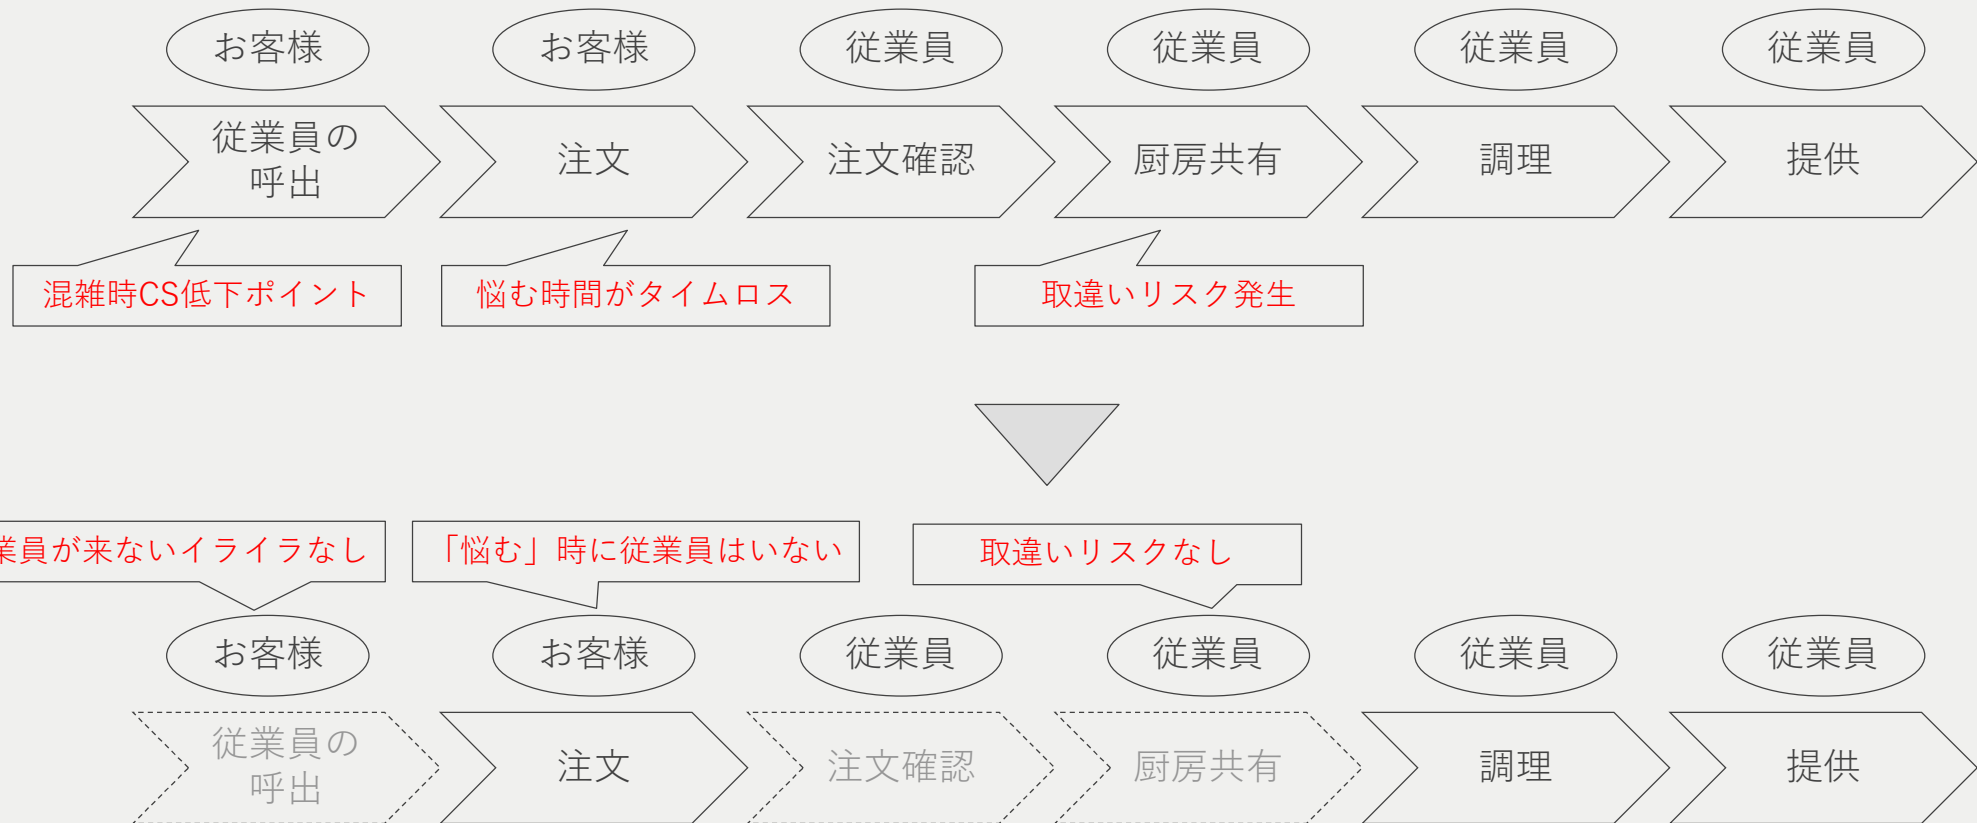 お客様
お客様
従業員
従業員
従業員
従業員
従業員の
呼出
注文
注文確認
厨房共有
調理
提供
混雑時CS低下ポイント
悩む時間がタイムロス
取違いリスク発生
業員が来ないイライラなし
「悩む」時に従業員はいない
取違いリスクなし
お客様
お客様
従業員
従業員
従業員
従業員
従業員の
呼出
注文
注文確認
厨房共有
調理
提供